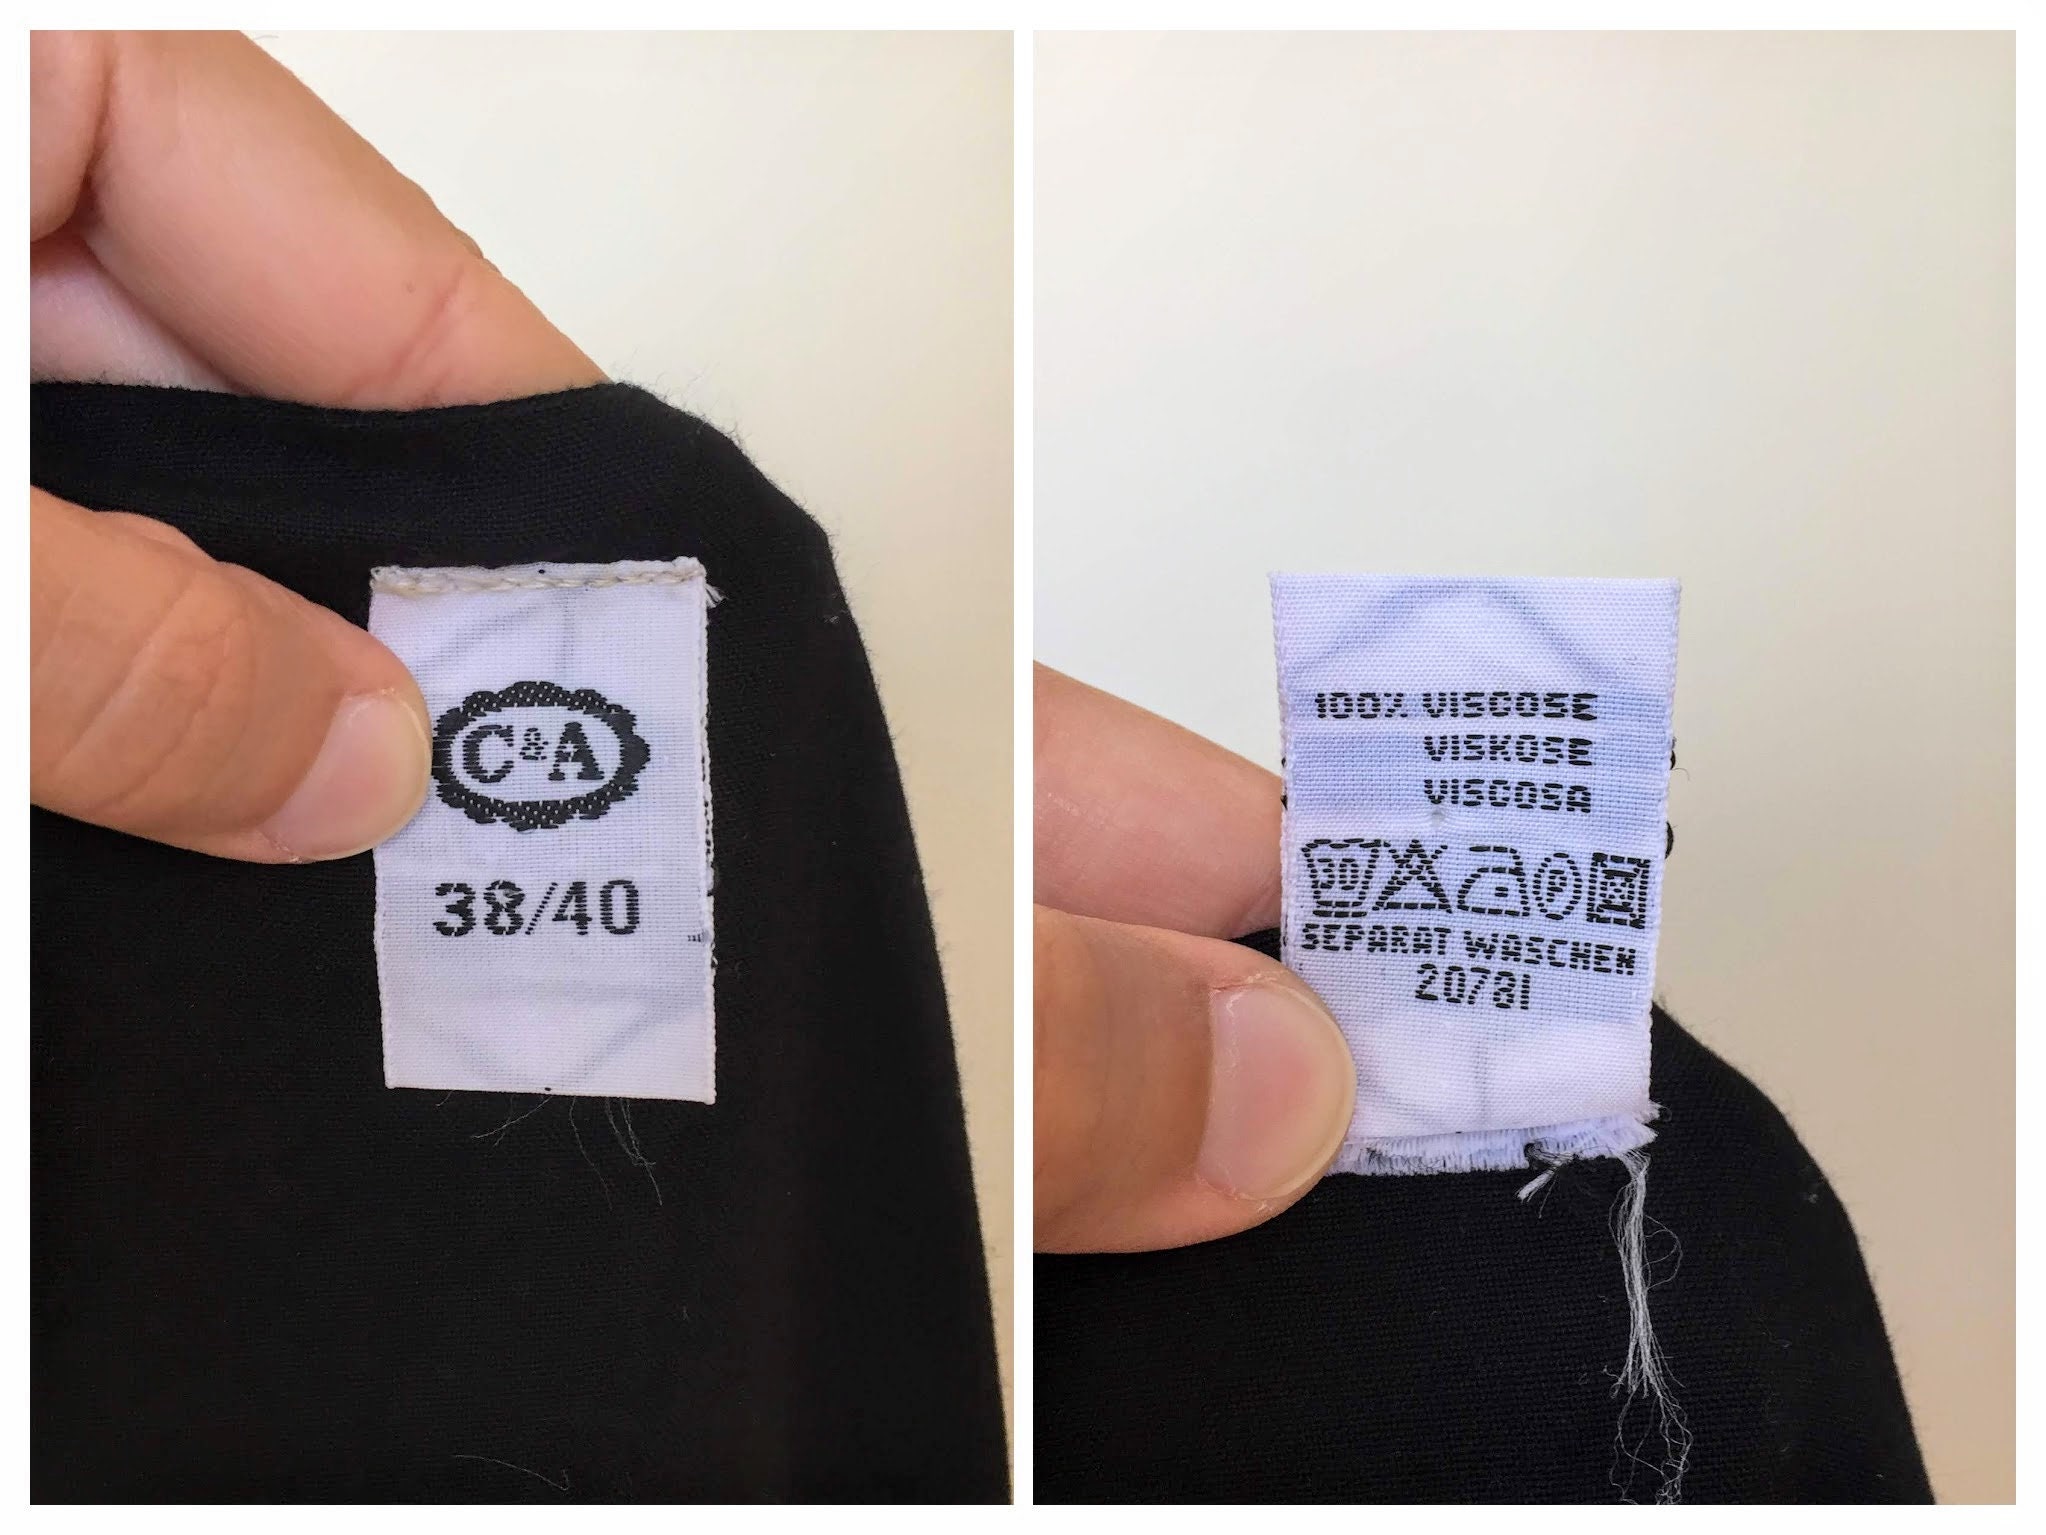 C&A
38/40
100% VISCOSE
VISKOSE
VISCOSA
30 P
SEPARAT WASCHEN
20781